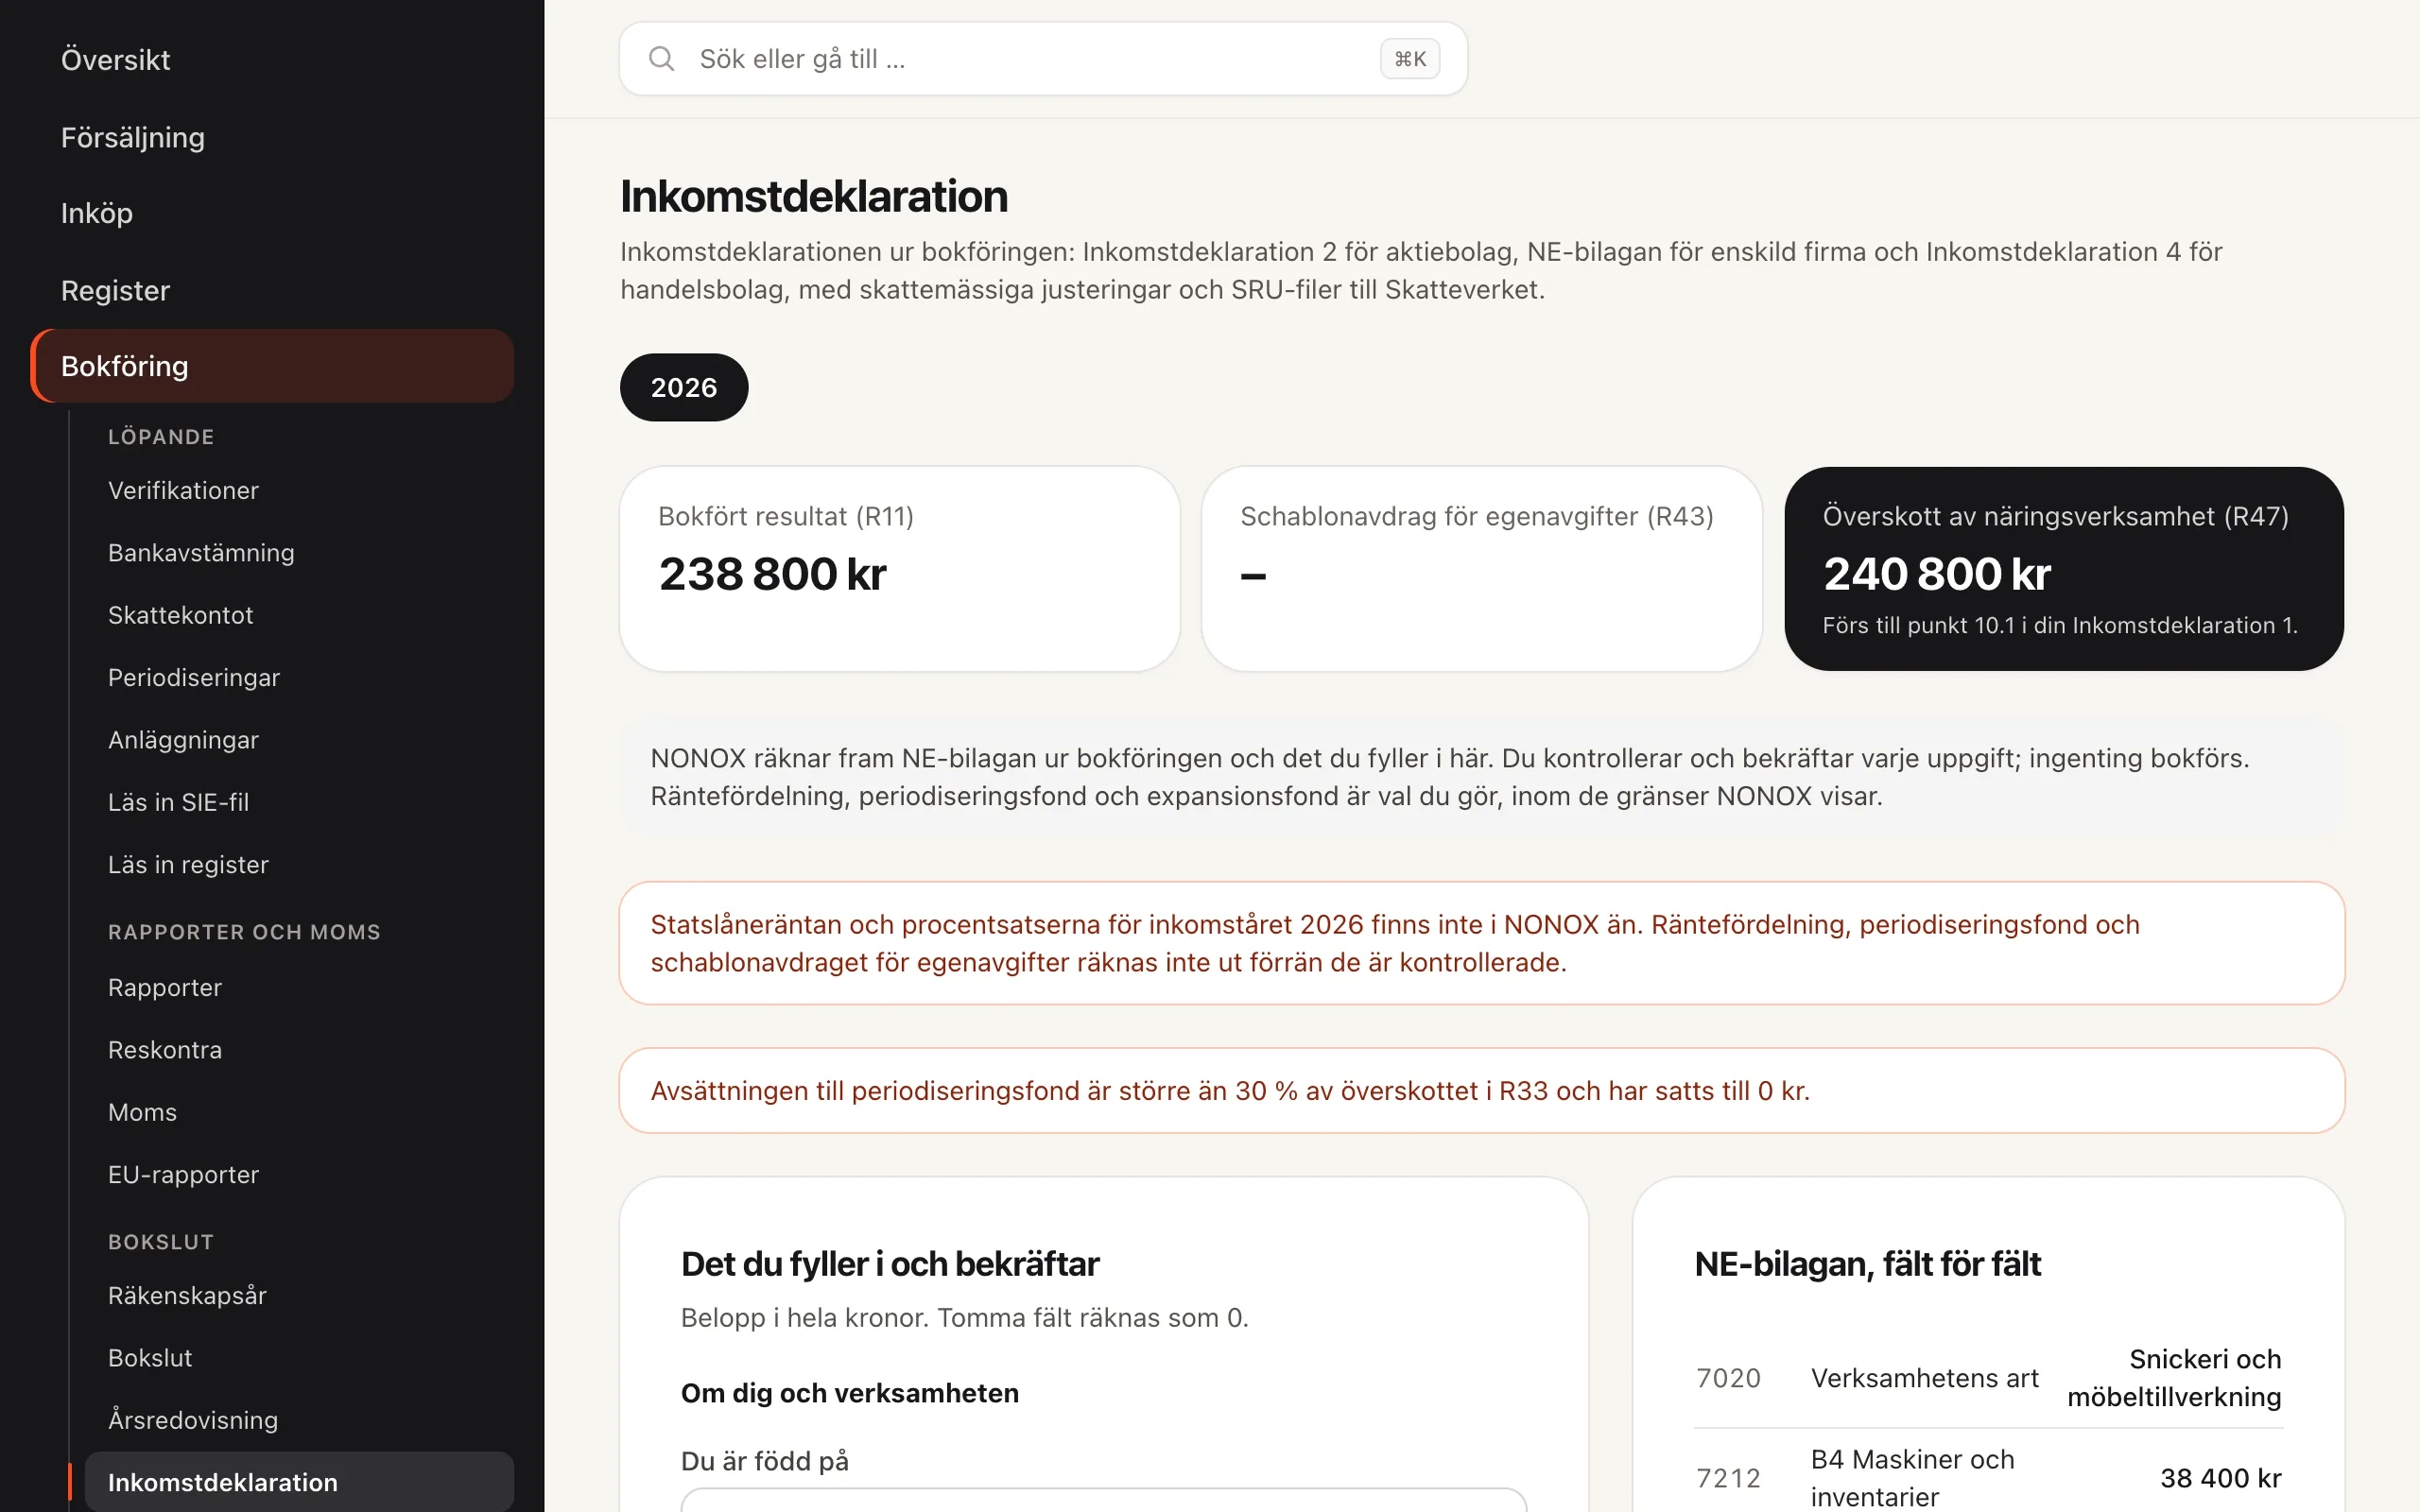 Översikt
Försäljning
Inköp
Register
Bokföring
LÖPANDE
Verifikationer
Bankavstämning
Skattekontot
Periodiseringar
Anläggningar
Läs in SIE-fil
Läs in register
RAPPORTER OCH MOMS
Rapporter
Reskontra
Moms
EU-rapporter
BOKSLUT
Räkenskapsår
Bokslut
Årsredovisning
Inkomstdeklaration
Sök eller gå till ...
⌘K
Inkomstdeklaration
Inkomstdeklarationen ur bokföringen: Inkomstdeklaration 2 för aktiebolag, NE-bilagan för enskild firma och Inkomstdeklaration 4 för
handelsbolag, med skattemässiga justeringar och SRU-filer till Skatteverket.
2026
Bokfört resultat (R11)
238 800 kr
Schablonavdrag för egenavgifter (R43)
–
Överskott av näringsverksamhet (R47)
240 800 kr
Förs till punkt 10.1 i din Inkomstdeklaration 1.
NONOX räknar fram NE-bilagan ur bokföringen och det du fyller i här. Du kontrollerar och bekräftar varje uppgift; ingenting bokförs.
Räntefördelning, periodiseringsfond och expansionsfond är val du gör, inom de gränser NONOX visar.
Statslåneräntan och procentsatserna för inkomståret 2026 finns inte i NONOX än. Räntefördelning, periodiseringsfond och
schablonavdraget för egenavgifter räknas inte ut förrän de är kontrollerade.
Avsättningen till periodiseringsfond är större än 30 % av överskottet i R33 och har satts till 0 kr.
Det du fyller i och bekräftar
Belopp i hela kronor. Tomma fält räknas som 0.
Om dig och verksamheten
Du är född på
NE-bilagan, fält för fält
7020 Verksamhetens art Snickeri och
möbeltillverkning
7212 B4 Maskiner och
inventarier 38 400 kr